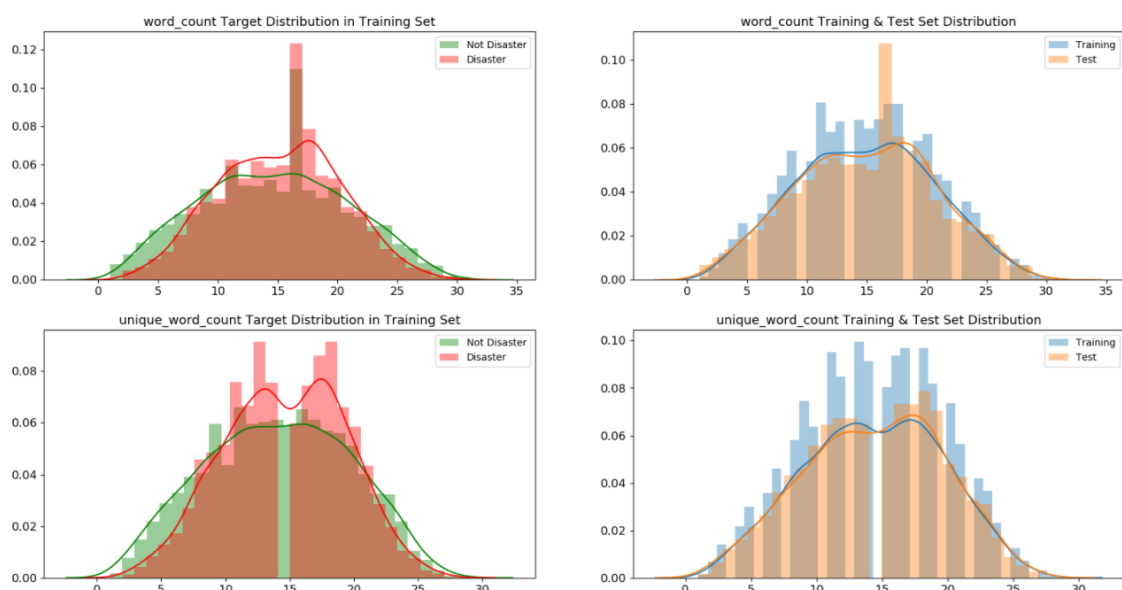 word_count Target Distribution in Training Set
Not Disaster
Disaster
0.12
0.10
0.08
0.06
0.04
0.02
0.00
0 5 10 15 20 25 30 35
word_count Training & Test Set Distribution
Training
Test
0.10
0.08
0.06
0.04
0.02
0.00
0 5 10 15 20 25 30 35
unique_word_count Target Distribution in Training Set
Not Disaster
Disaster
0.08
0.06
0.04
0.02
0.00
0 5 10 15 20 25 30
unique_word_count Training & Test Set Distribution
Training
Test
0.10
0.08
0.06
0.04
0.02
0.00
0 5 10 15 20 25 30